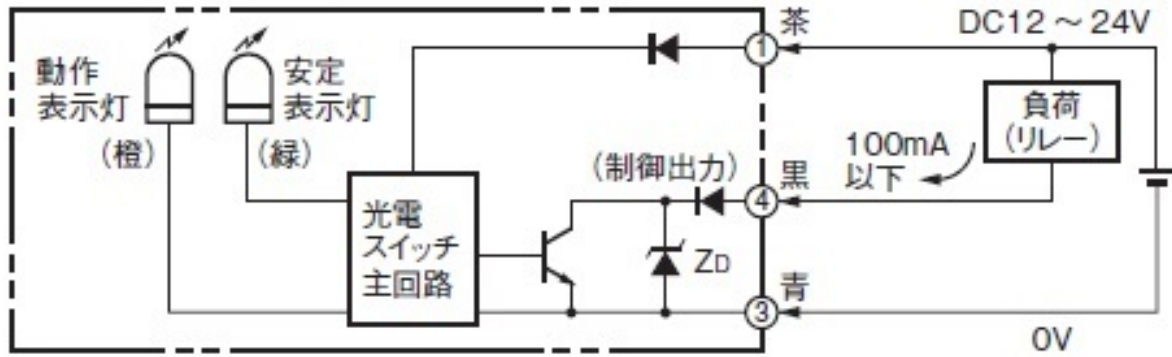 動作
表示灯
(橙)
安定
表示灯
(緑)
光電
スイッチ
主回路
(制御出力)
ZD
① 茶
④ 黒
③ 青
DC12 ～ 24V
負荷
(リレー)
100mA
以下
0V